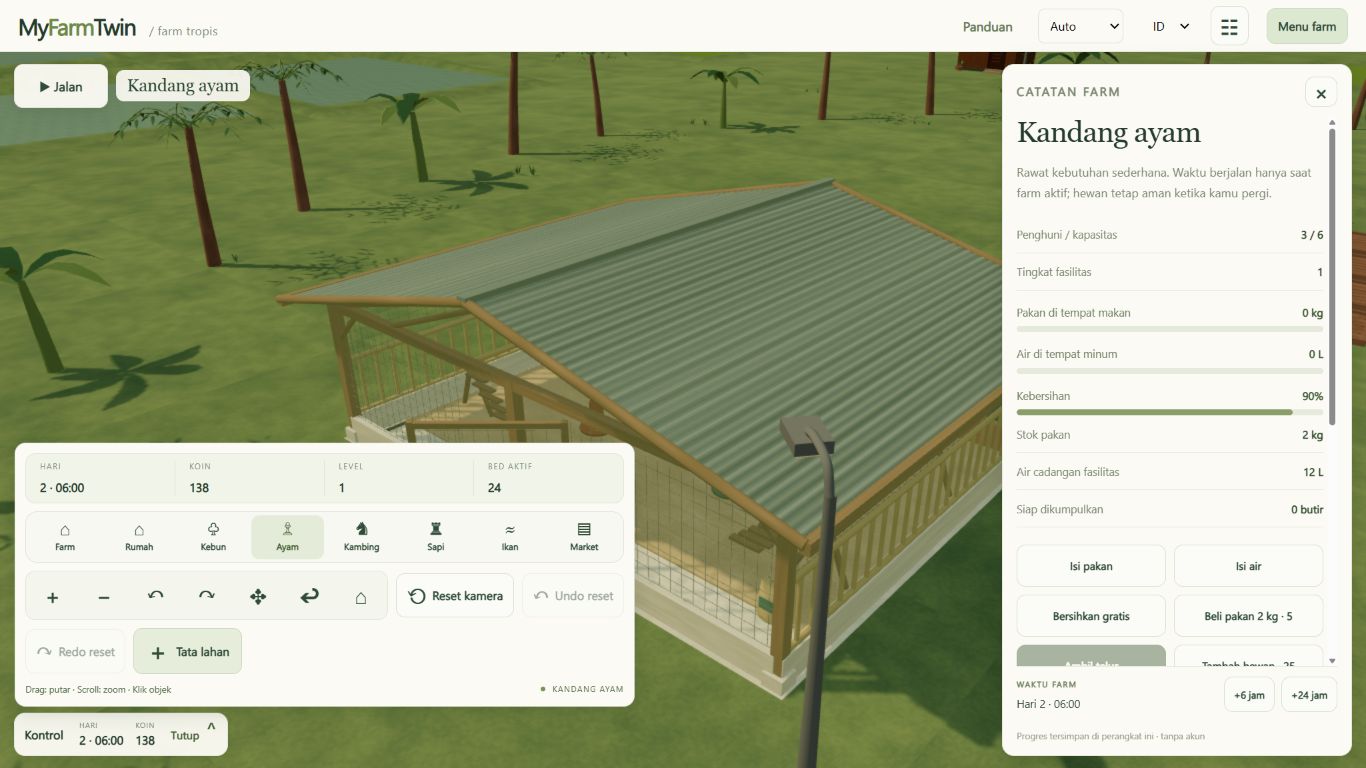 MyFarmTwin / farm tropis
Panduan
Auto
ID
Menu farm
Jalan
Kandang ayam
CATATAN FARM
Kandang ayam
Rawat kebutuhan sederhana. Waktu berjalan hanya saat
farm aktif; hewan tetap aman ketika kamu pergi.
Penghuni / kapasitas 3 / 6
Tingkat fasilitas 1
Pakan di tempat makan 0 kg
Air di tempat minum 0 L
Kebersihan 90%
Stok pakan 2 kg
Air cadangan fasilitas 12 L
Siap dikumpulkan 0 butir
Isi pakan
Isi air
Bersihkan gratis
Beli pakan 2 kg · 5
Ambil telur
Tambah hewan · 25
WAKTU FARM
Hari 2 · 06:00
+6 jam
+24 jam
Progres tersimpan di perangkat ini · tanpa akun
HARI KOIN LEVEL BED AKTIF
2 · 06:00 138 1 24
Farm Rumah Kebun Ayam Kambing Sapi Ikan Market
Reset kamera
Undo reset
Redo reset
Tata lahan
Drag: putar · Scroll: zoom · Klik objek
KANDANG AYAM
Kontrol
HARI KOIN
2 · 06:00 138
Tutup